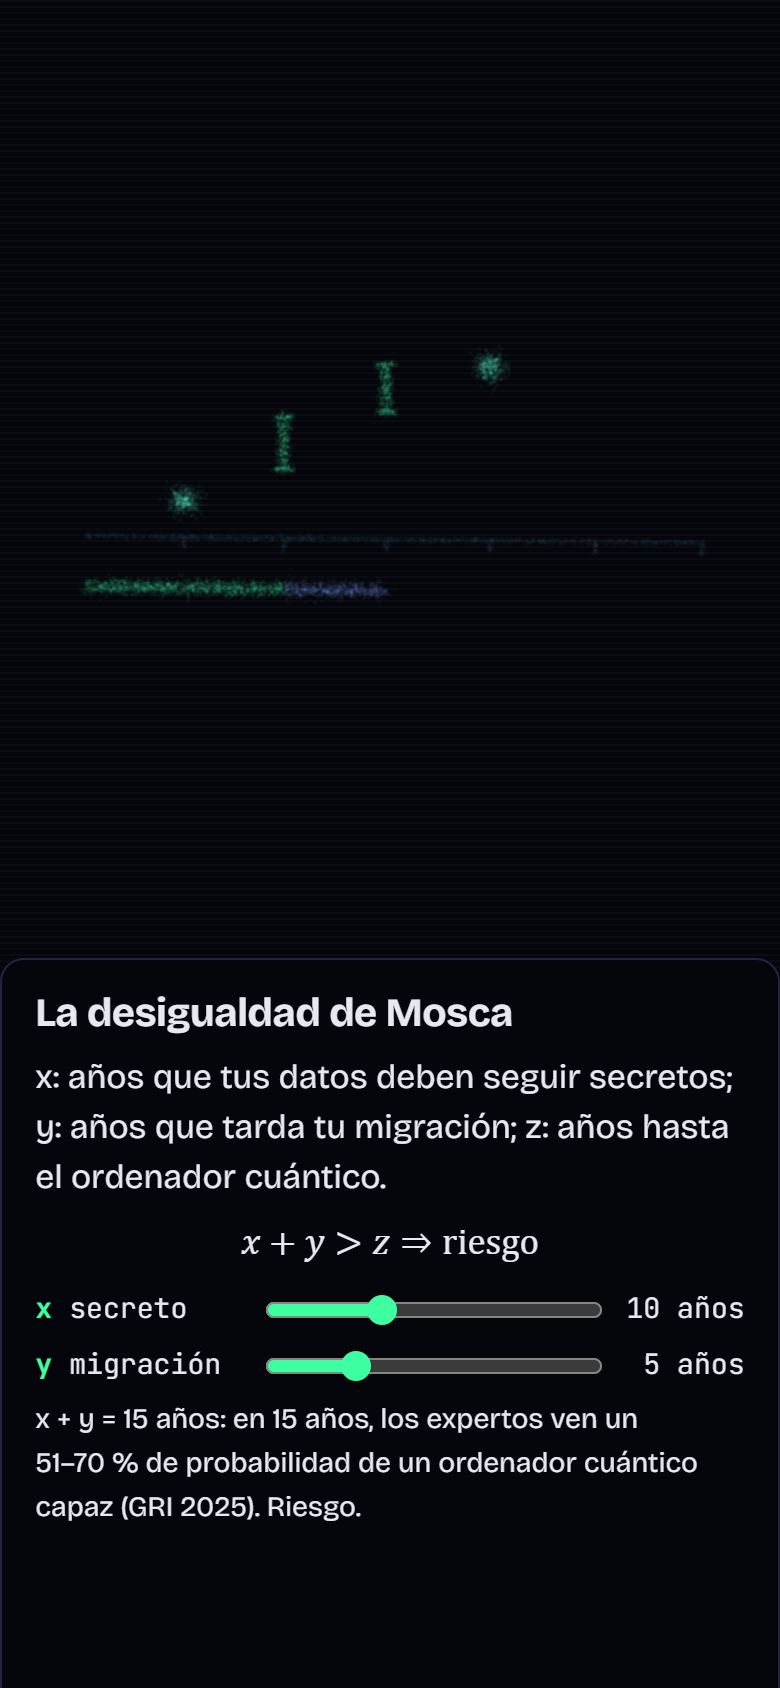 La desigualdad de Mosca
x: años que tus datos deben seguir secretos;
y: años que tarda tu migración; z: años hasta
el ordenador cuántico.
x + y > z ⇒ riesgo
x secreto 10 años
y migración 5 años
x + y = 15 años: en 15 años, los expertos ven un
51–70 % de probabilidad de un ordenador cuántico
capaz (GRI 2025). Riesgo.